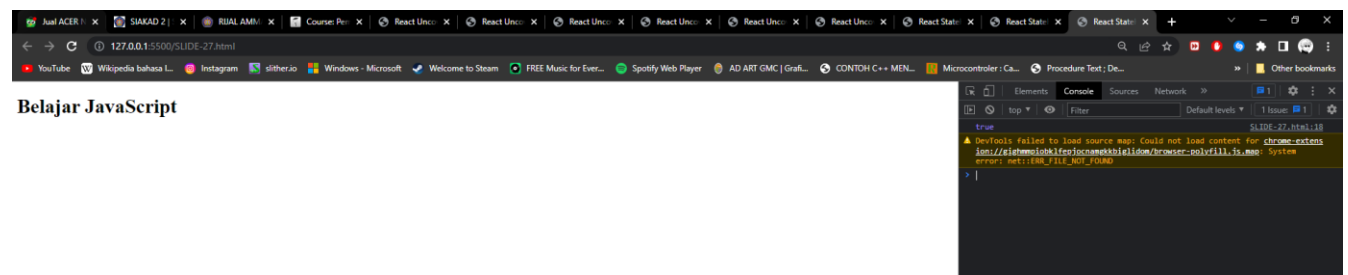 Jual ACER N SIAKAD 2 | RIJAL AMM Course: Pen React Unco React Unco React Unco React Unco React Unco React Unco React State React State React State
127.0.0.1:5500/SLIDE-27.html
YouTube Wikipedia bahasa I... Instagram slither.io Windows - Microsoft Welcome to Steam FREE Music for Ever... Spotify Web Player AD ART GMC | Grafi... CONTOH C++ MEN... Microcontroler : Ca... Procedure Text ; De... » Other bookmarks
Belajar JavaScript
Elements Console Sources Network » 1
top Filter Default levels 1 Issue: 1
true SLIDE-27.html:18
DevTools failed to load source map: Could not load content for chrome-extens
browser-polyfill.js.map: System
error: net::ERR_FILE_NOT_FOUND